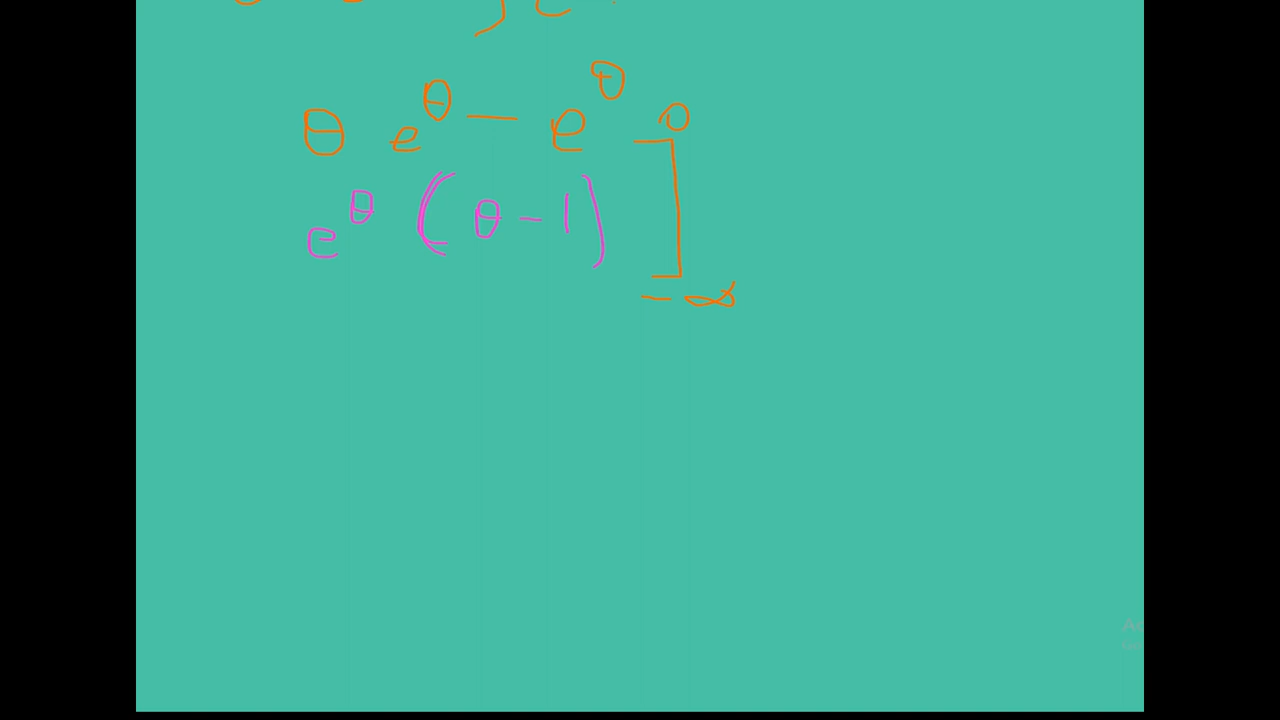 θ e^θ — e^θ ]₋∞^0
e^θ (θ - 1)